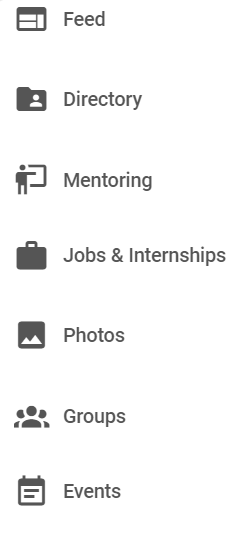 Feed
Directory
Mentoring
Jobs & Internships
Photos
Groups
Events